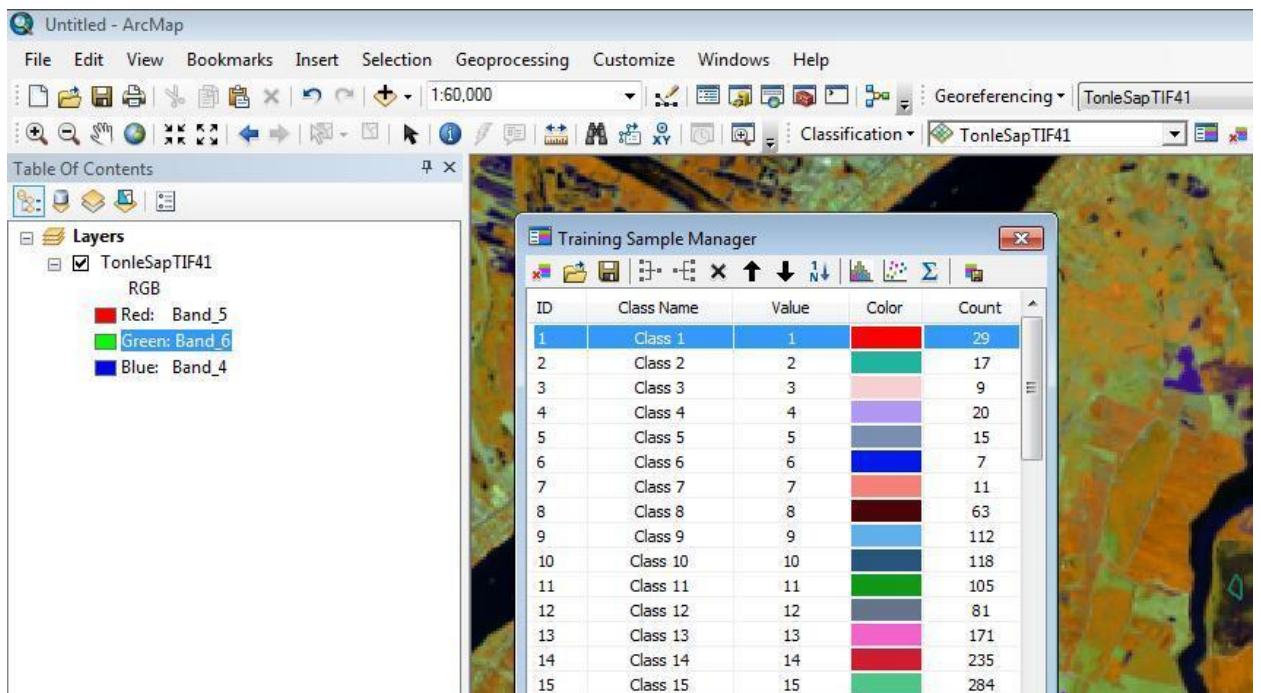 Untitled - ArcMap
File Edit View Bookmarks Insert Selection Geoprocessing Customize Windows Help
1:60,000 Georeferencing TonleSapTIF41
XY Classification TonleSapTIF41
Table Of Contents
Layers
TonleSapTIF41
RGB
Red: Band_5
Green: Band_6
Blue: Band_4
Training Sample Manager
1 N Σ
ID Class Name Value Color Count
1 Class 1 1 29
2 Class 2 2 17
3 Class 3 3 9
4 Class 4 4 20
5 Class 5 5 15
6 Class 6 6 7
7 Class 7 7 11
8 Class 8 8 63
9 Class 9 9 112
10 Class 10 10 118
11 Class 11 11 105
12 Class 12 12 81
13 Class 13 13 171
14 Class 14 14 235
15 Class 15 15 284